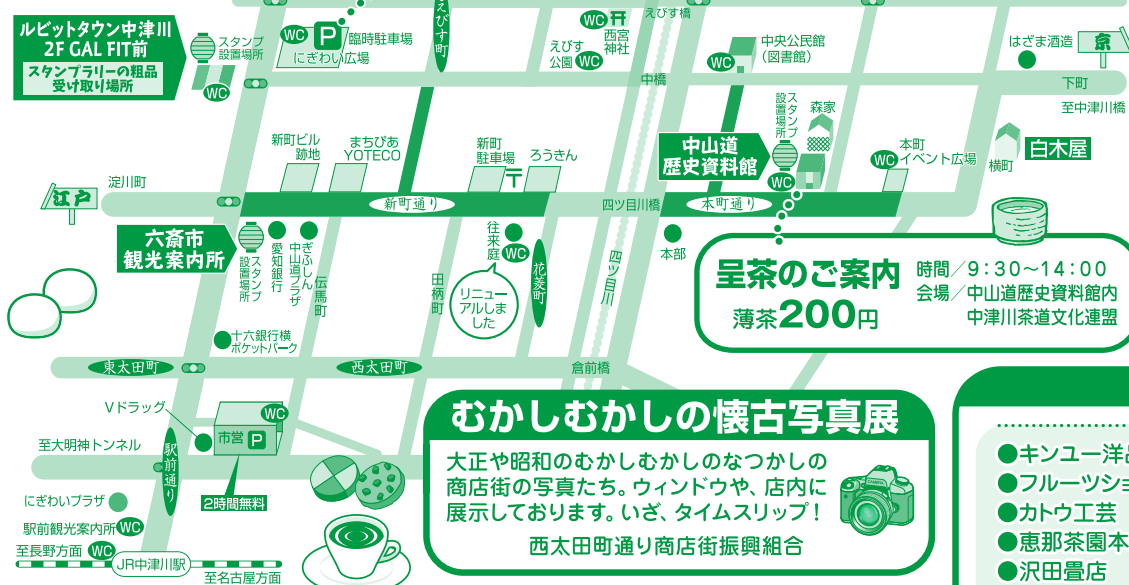 ルビットタウン中津川
2F GAL FIT前
スタンプラリーの粗品
受け取り場所
スタンプ
設置場所
WC
WC
P
臨時駐車場
にぎわい広場
えびす町
WC
西宮
神社
えびす
公園
WC
えびす橋
中央公民館
(図書館)
WC
はざま酒造
京
中橋
下町
至中津川橋
新町ビル
跡地
まちぴあ
YOTECO
新町
駐車場
〒
ろうきん
中山道
歴史資料館
スタンプ
設置場所
森家
WC
WC
本町
イベント広場
横町
白木屋
淀川町
江戸
新町通り
四ツ目川橋
本町通り
六斎市
観光案内所
スタンプ
設置場所
愛知銀行
ぎふしん
中山道プラザ
伝馬町
田柄町
往来庭
WC
花菱町
リニュー
アルしま
した
四ツ目川
本部
呈茶のご案内
薄茶200円
時間/9:30~14:00
会場/中山道歴史資料館内
中津川茶道文化連盟
十六銀行横
ポケットパーク
東太田町
西太田町
倉前橋
Vドラッグ
WC
市営
P
至大明神トンネル
駅前通り
2時間無料
にぎわいプラザ
駅前観光案内所
WC
至長野方面
WC
JR中津川駅
至名古屋方面
むかしむかしの懐古写真展
大正や昭和のむかしむかしのなつかしの
商店街の写真たち。ウィンドウや、店内に
展示しております。いざ、タイムスリップ!
西太田町通り商店街振興組合
CAMERA
●キンユー洋品
●フルーツショ
●カトウ工芸
●恵那茶園本
●沢田畳店